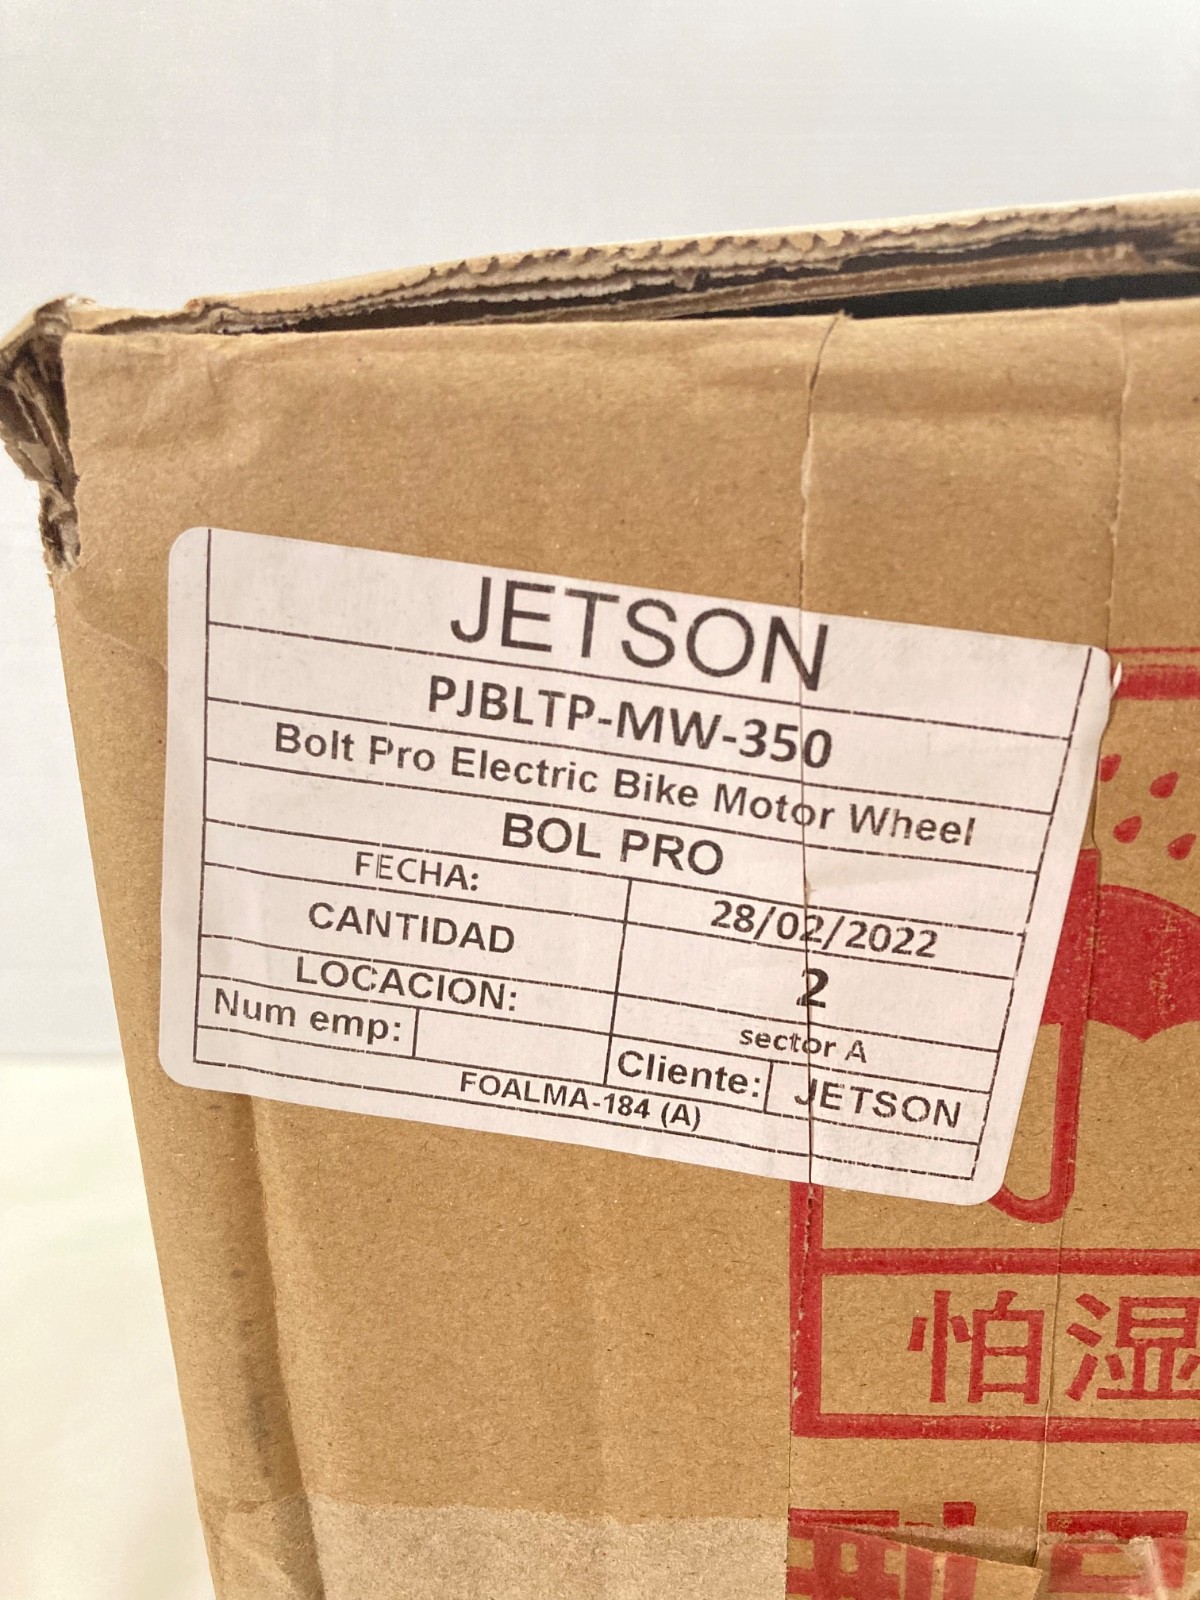 JETSON
PJBLTP-MW-350
Bolt Pro Electric Bike Motor Wheel
BOL PRO
FECHA: 28/02/2022
CANTIDAD 2
LOCACION: sector A
Num emp: Cliente: JETSON
FOALMA-184 (A)
怕湿